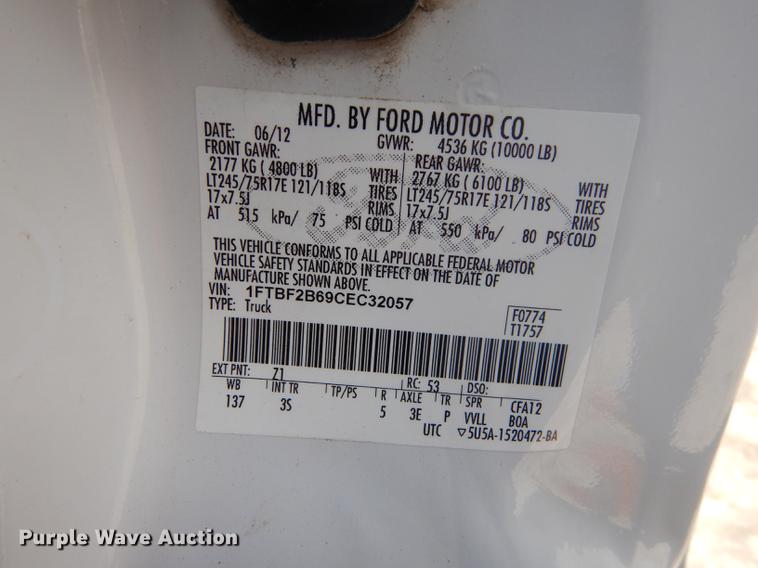 MFD. BY FORD MOTOR CO.
DATE: 06/12 GVWR: 4536 KG (10000 LB)
FRONT GAWR: REAR GAWR:
2177 KG ( 4800 LB) WITH 2767 KG ( 6100 LB) WITH
LT245/75R17E 121/118S TIRES LT245/75R17E 121/118S TIRES
17x7.5J RIMS 17x7.5J RIMS
AT 515 kPa/ 75 PSI COLD AT 550 kPa/ 80 PSI COLD
THIS VEHICLE CONFORMS TO ALL APPLICABLE FEDERAL MOTOR
VEHICLE SAFETY STANDARDS IN EFFECT ON THE DATE OF
MANUFACTURE SHOWN ABOVE.
VIN: 1FTBF2B69CEC32057
TYPE: Truck
F0774
T1757
EXT PNT: Z1 RC: 53 DSO:
WB INT TR TP/PS R AXLE TR SPR CFA12
137 3S 5 3E P VVLL BOA
UTC ▽5U5A-1520472-BA
Purple Wave Auction